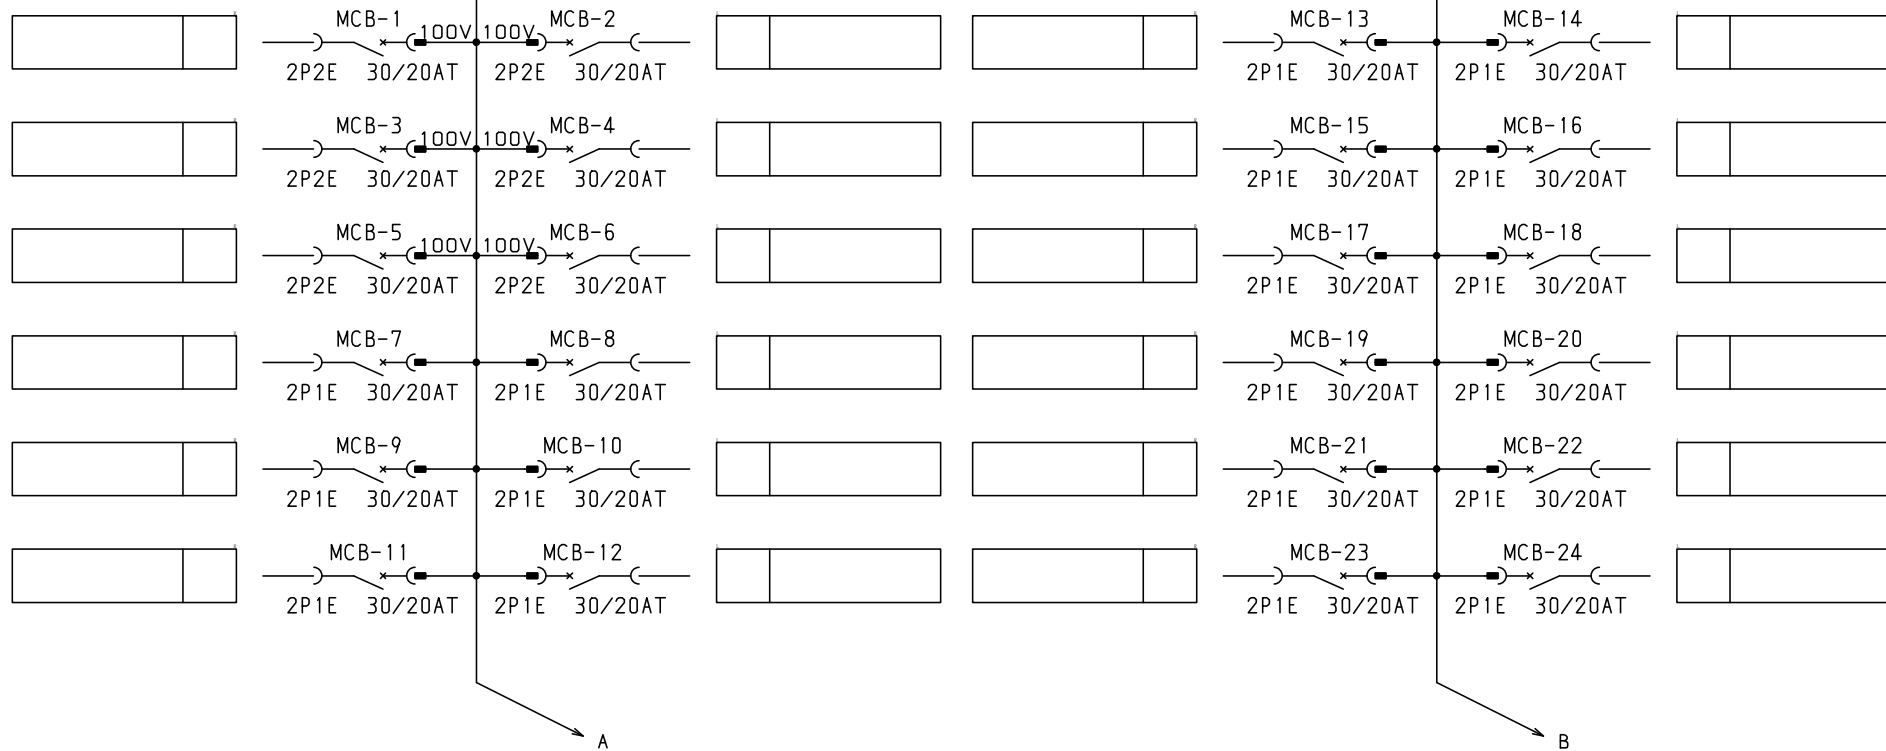 MCB-1 MCB-2 MCB-13 MCB-14
100V 100V
2P2E 30/20AT 2P2E 30/20AT 2P1E 30/20AT 2P1E 30/20AT
MCB-3 MCB-4 MCB-15 MCB-16
100V 100V
2P2E 30/20AT 2P2E 30/20AT 2P1E 30/20AT 2P1E 30/20AT
MCB-5 MCB-6 MCB-17 MCB-18
100V 100V
2P2E 30/20AT 2P2E 30/20AT 2P1E 30/20AT 2P1E 30/20AT
MCB-7 MCB-8 MCB-19 MCB-20
2P1E 30/20AT 2P1E 30/20AT 2P1E 30/20AT 2P1E 30/20AT
MCB-9 MCB-10 MCB-21 MCB-22
2P1E 30/20AT 2P1E 30/20AT 2P1E 30/20AT 2P1E 30/20AT
MCB-11 MCB-12 MCB-23 MCB-24
2P1E 30/20AT 2P1E 30/20AT 2P1E 30/20AT 2P1E 30/20AT
A B